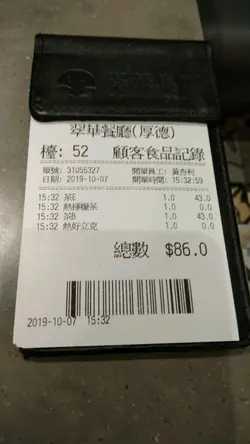 翠華餐廳(厚德)
檯: 52 顧客食品記錄
單號: 31055327 開單員工: 黃杏利
日期: 2019-10-07 開單時間: 15:32:59
15:32 茶E 1.0 43.0
15:32 熱檸檬茶 1.0 0.0
15:32 茶B 1.0 43.0
15:32 熱好立克 1.0 0.0
總數 $86.0
2019-10-07 15:32